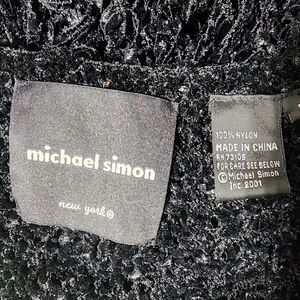 michael simon
new york©
100% NYLON
MADE IN CHINA
RN 73105
FOR CARE SEE BELOW
©Michael Simon
Inc. 2001